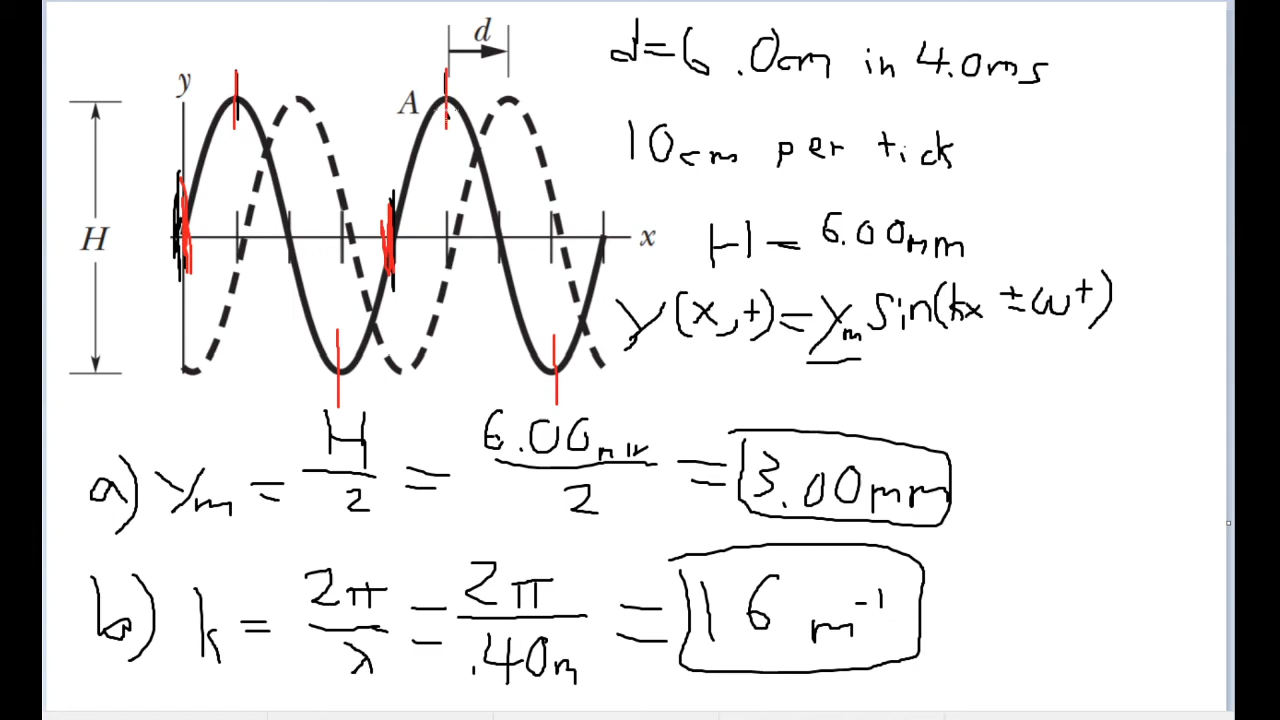 d
y
A
H
x
d=6.0cm in 4.0ms
10cm per tick
H = 6.00mm
y(x,t)=ym sin(kx ± ωt)
a) ym = H/2 = 6.00mm/2 = 3.00mm
b) k = 2π/λ = 2π/.40m = 16 m⁻¹